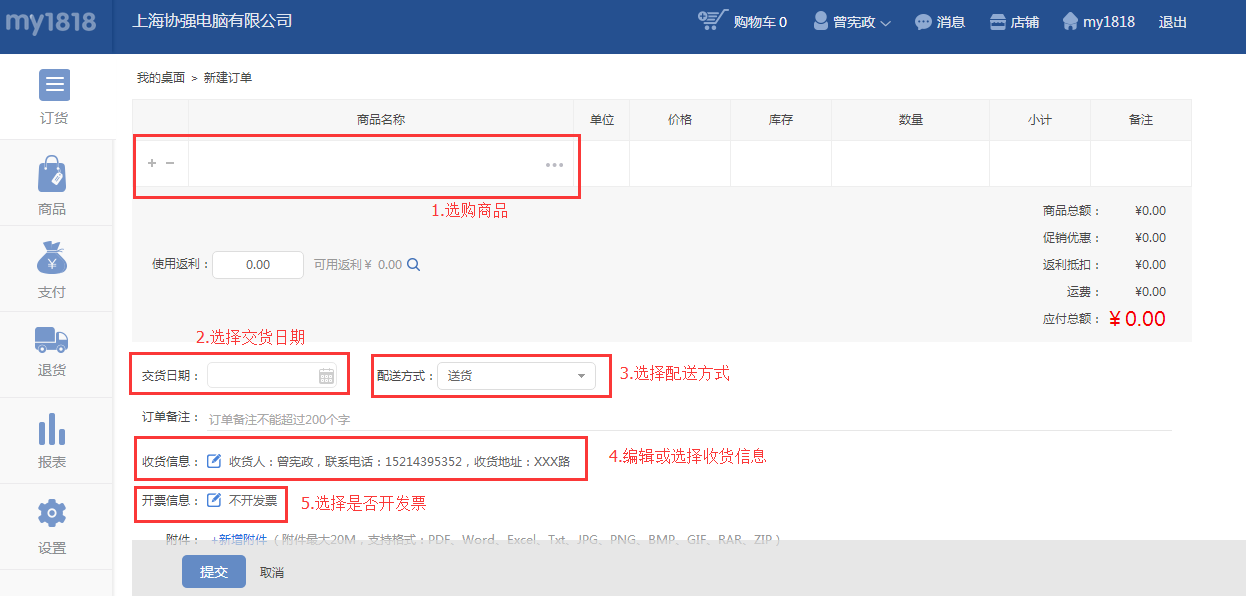 my1818 上海协强电脑有限公司 购物车 0 曾宪政 消息 店铺 my1818 退出
我的桌面 > 新建订单
订货
商品
支付
退货
报表
设置
商品名称 单位 价格 库存 数量 小计 备注
+ − •••
1.选购商品
商品总额： ¥0.00
促销优惠： ¥0.00
使用返利： 0.00 可用返利 ¥ 0.00
返利抵扣： ¥0.00
运费： ¥0.00
应付总额： ¥ 0.00
2.选择交货日期
交货日期：
配送方式： 送货
3.选择配送方式
订单备注： 订单备注不能超过200个字
收货信息： 收货人：曾宪政，联系电话：15214395352，收货地址：XXX路
4.编辑或选择收货信息
开票信息： 不开发票
5.选择是否开发票
附件： +新增附件（附件最大20M，支持格式：PDF、Word、Excel、Txt、JPG、PNG、BMP、GIF、RAR、ZIP）
提交 取消